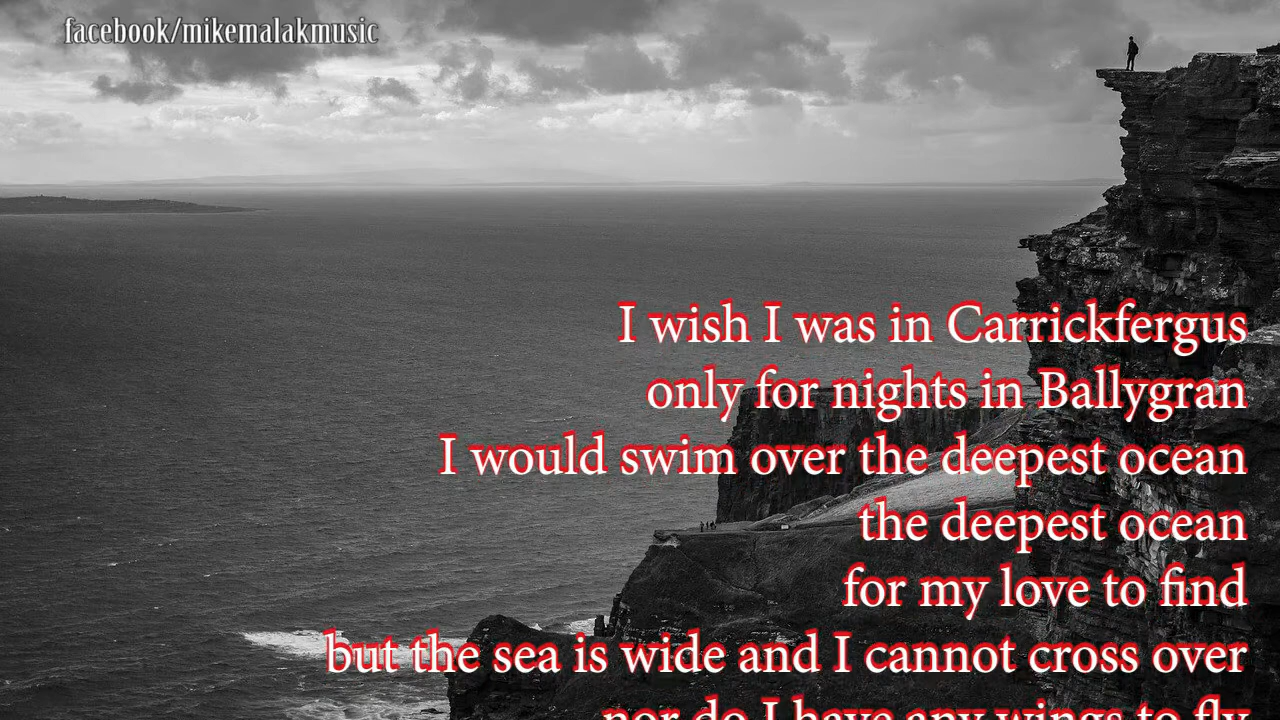 facebook/mikemalakmusic
I wish I was in Carrickfergus
only for nights in Ballygran
I would swim over the deepest ocean
the deepest ocean
for my love to find
but the sea is wide and I cannot cross over
nor do I have any wings to fly